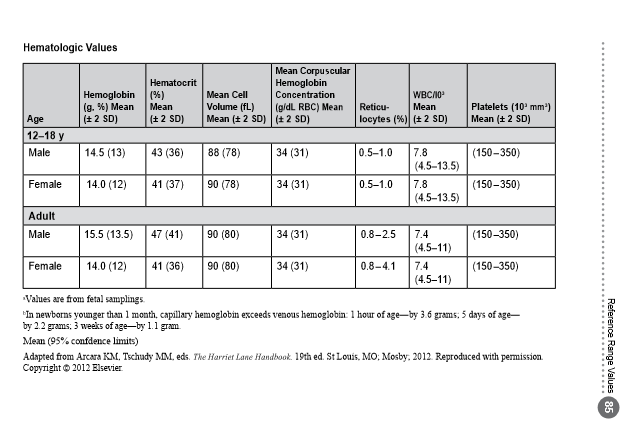 Hematologic Values
Age
Hemoglobin
(g, %) Mean
(± 2 SD)
Hematocrit
(%)
Mean
(± 2 SD)
Mean Cell
Volume (fL)
Mean (± 2 SD)
Mean Corpuscular
Hemoglobin
Concentration
(g/dL RBC) Mean
(± 2 SD)
Reticu-
locytes (%)
WBC/l0³
Mean
(± 2 SD)
Platelets (10³ mm³)
Mean (± 2 SD)
12–18 y
Male 14.5 (13) 43 (36) 88 (78) 34 (31) 0.5–1.0 7.8 (150–350)
(4.5–13.5)
Female 14.0 (12) 41 (37) 90 (78) 34 (31) 0.5–1.0 7.8 (150–350)
(4.5–13.5)
Adult
Male 15.5 (13.5) 47 (41) 90 (80) 34 (31) 0.8–2.5 7.4 (150–350)
(4.5–11)
Female 14.0 (12) 41 (36) 90 (80) 34 (31) 0.8–4.1 7.4 (150–350)
(4.5–11)
ᵃValues are from fetal samplings.
ᵇIn newborns younger than 1 month, capillary hemoglobin exceeds venous hemoglobin: 1 hour of age—by 3.6 grams; 5 days of age—
by 2.2 grams; 3 weeks of age—by 1.1 gram.
Mean (95% confdence limits)
Adapted from Arcara KM, Tschudy MM, eds. The Harriet Lane Handbook. 19th ed. St Louis, MO; Mosby; 2012. Reproduced with permission.
Copyright © 2012 Elsevier.
Reference Range Values
85